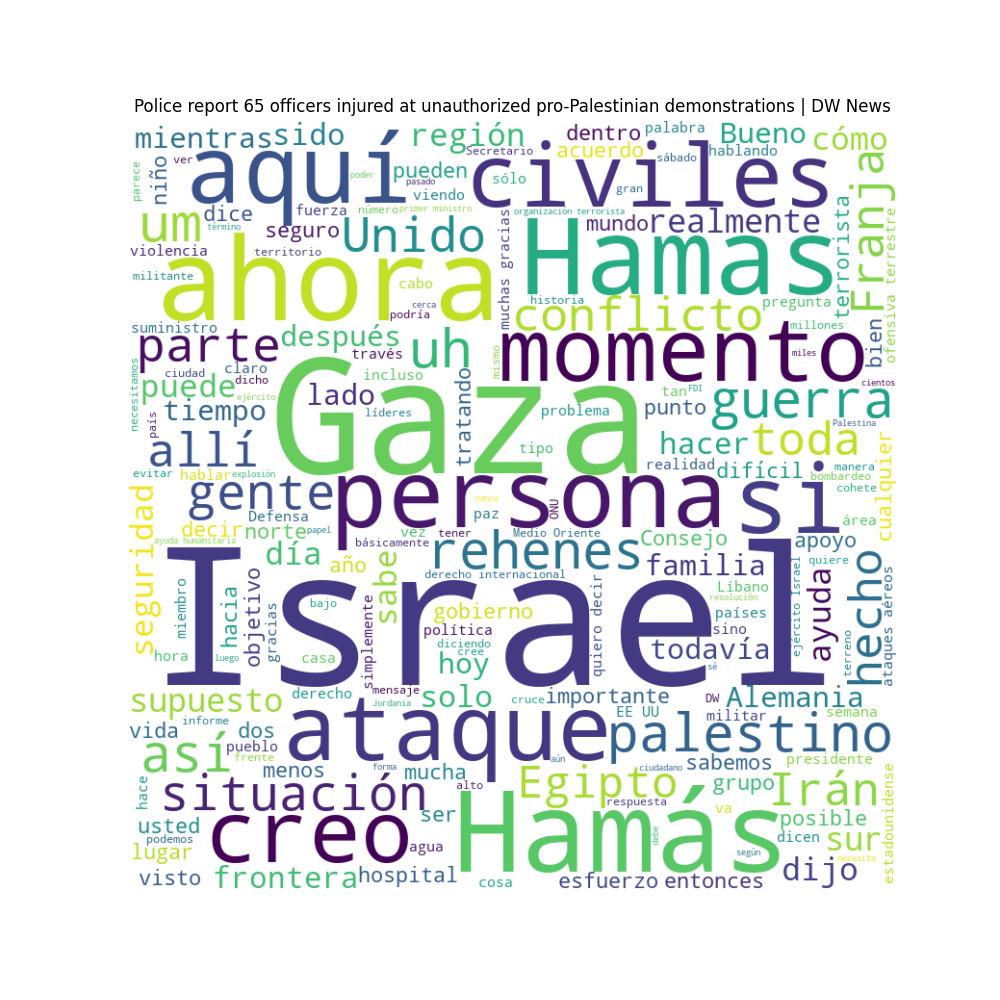 Police report 65 officers injured at unauthorized pro-Palestinian demonstrations | DW News
mientras sido región dentro palabra Bueno cómo
aquí civiles acuerdo hablando
Secretario sábado
parece ver niño poder pasado pueden sólo gran
viendo
um dice fuerza número primer ministro organización terrorista
término seguro Unido mundo realmente
violencia territorio muchas gracias Hamas terrorista Franja
militante ahora cabo ofensiva terrestre
cerca historia pregunta
podría conflicto
suministro después millones
parte través uh mismo momento miles bien
ciudad claro incluso cientos
necesitamos puede dicho lado tan FDI guerra
país ejército Gaza líderes problema punto
tiempo tratando Palestina
allí tipo hacer toda
realidad difícil manera
evitar hablar explosión bombardeo
gente persona si cohete cualquier
nunca
seguridad Defensa paz ONU área
decir norte papel vez tener Medio Oriente Consejo apoyo
ayuda humanitaria básicamente rehenes quiere
día año familia
derecho internacional Líbano
Israel sabe resolución
miembro hacia objetivo bajo gobierno países ayuda hecho
gracias política sino ejército Israel
simplemente diciendo quiero decir todavía terreno ataques aéreos
hora luego casa cree hoy sé
supuesto derecho mensaje solo cruce importante DW Alemania
Jordania EE UU militar semana
vida informe dos ataque palestino
así pueblo presidente
frente aún
menos forma mucha ciudadano sabemos
hace situación alto Egipto grupo Irán
respuesta va
usted creo ser Hamás posible estadounidense
podemos debe dicen sur
lugar agua según necesita
visto frontera hospital cosa esfuerzo entonces dijo